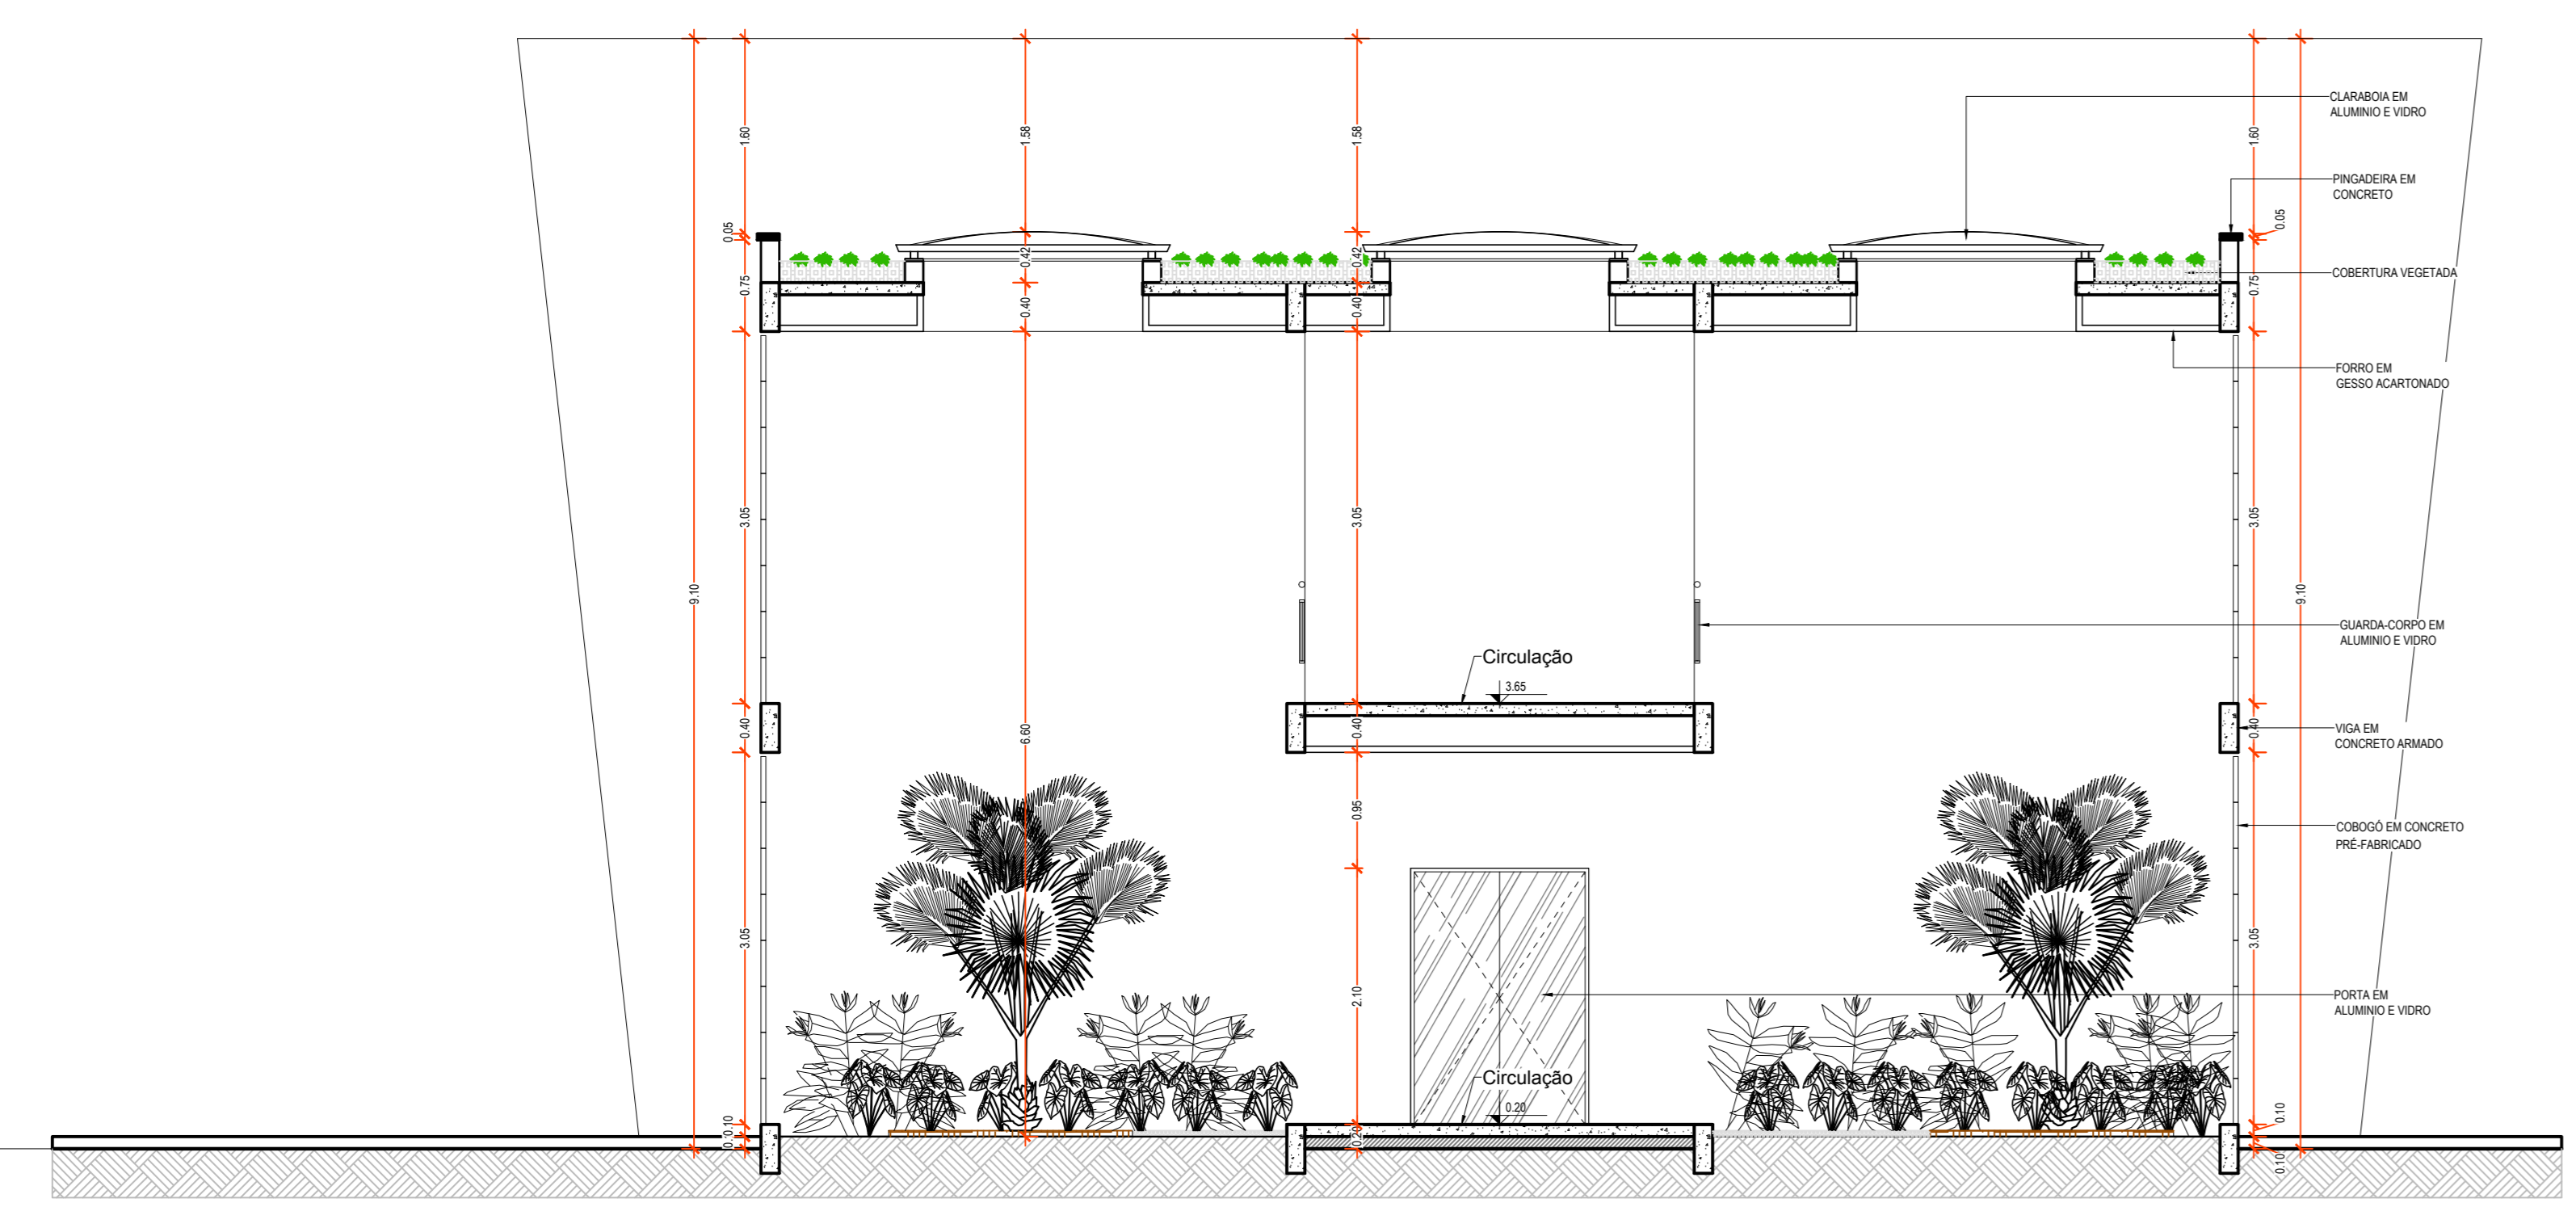 1.60
1.58
1.58
1.60
CLARABOIA EM
ALUMINIO E VIDRO
PINGADEIRA EM
CONCRETO
0.05
0.05
0.42
0.42
COBERTURA VEGETADA
0.75
0.40
0.40
0.75
FORRO EM
GESSO ACARTONADO
3.05
3.05
3.05
9.10
9.10
GUARDA-CORPO EM
ALUMINIO E VIDRO
Circulação
3.65
0.40
6.60
0.40
0.40
VIGA EM
CONCRETO ARMADO
0.95
COBOGÓ EM CONCRETO
PRÉ-FABRICADO
3.05
3.05
2.10
PORTA EM
ALUMINIO E VIDRO
Circulação
0.20
0.10
0.10
0.20
0.10